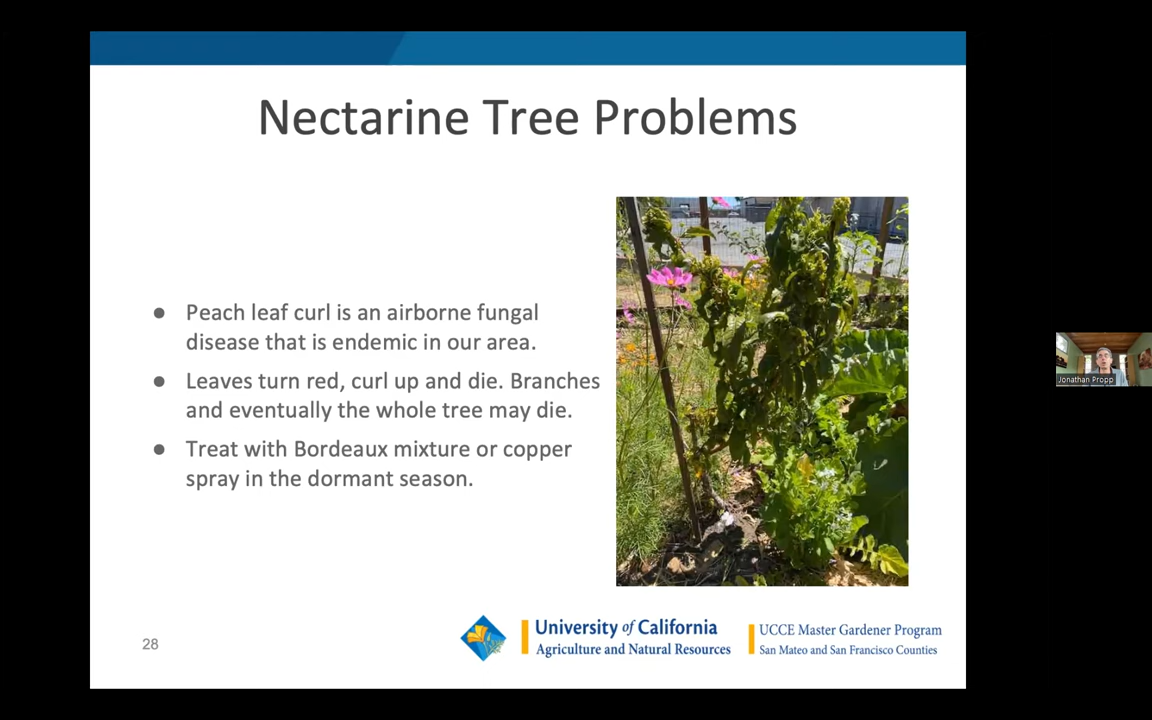 Nectarine Tree Problems
● Peach leaf curl is an airborne fungal
disease that is endemic in our area.
● Leaves turn red, curl up and die. Branches
and eventually the whole tree may die.
● Treat with Bordeaux mixture or copper
spray in the dormant season.
Jonathan Propp
28
University of California
Agriculture and Natural Resources
UCCE Master Gardener Program
San Mateo and San Francisco Counties